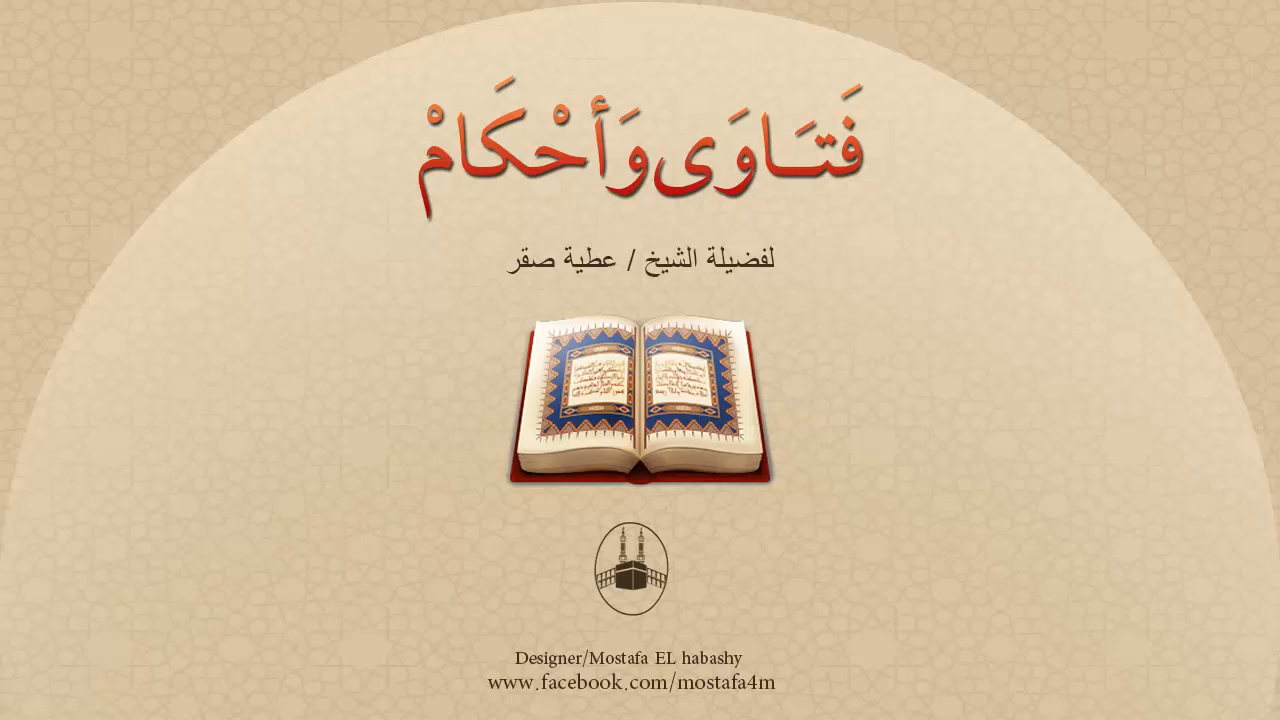 فَتَاوَى وَأَحْكَامْ
لفضيلة الشيخ / عطية صقر
Designer/Mostafa EL habashy
www.facebook.com/mostafa4m